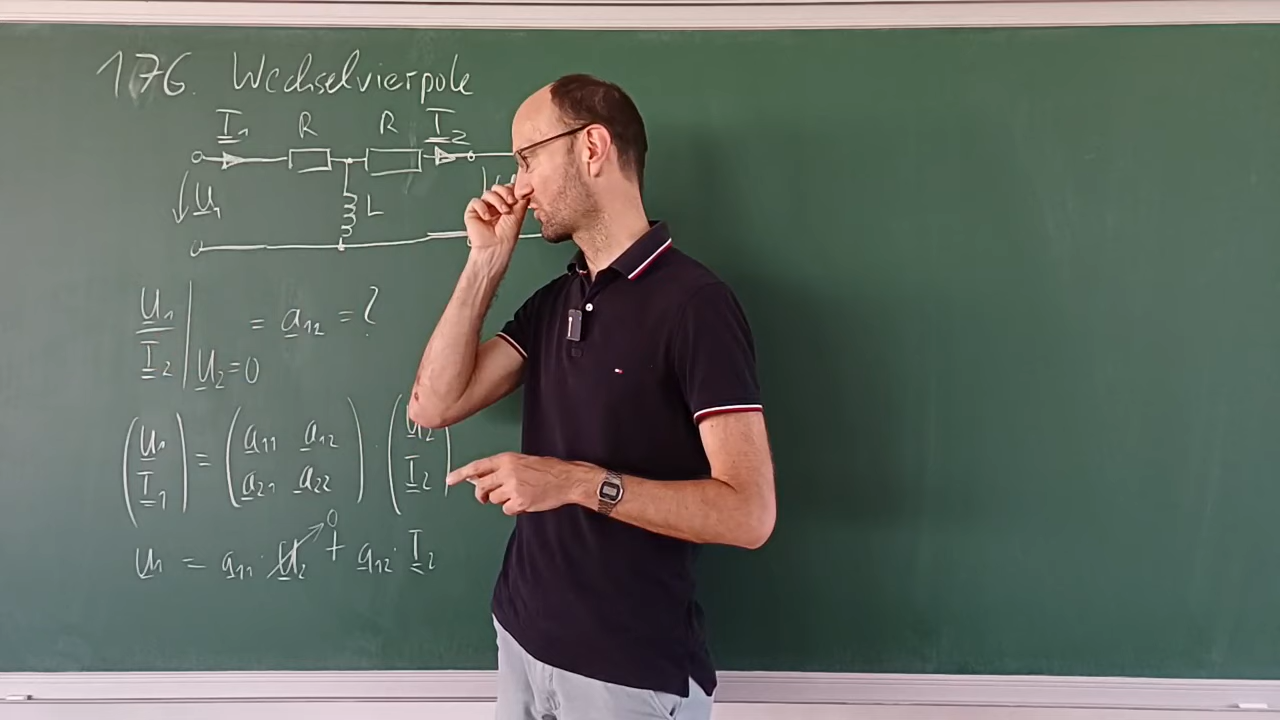 176. Wechselvierpole
I1 R R I2
U1 L
U1 / I2 | U2=0 = a12 = ?
(U1 I1) = (a11 a12 a21 a22) · (U2 I2)
U1 = a11 · U2 0 + a12 · I2